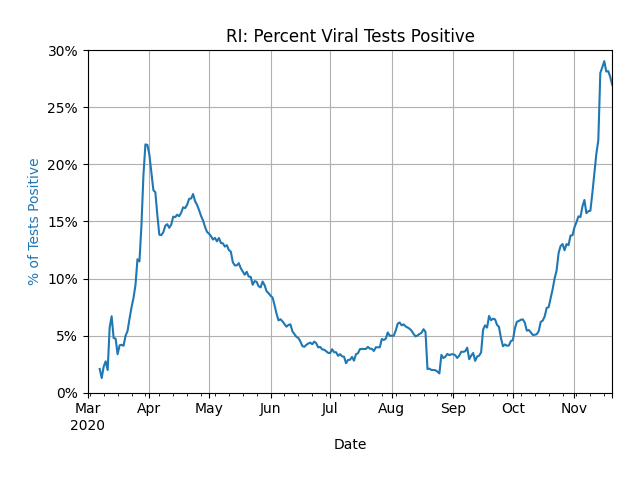 RI: Percent Viral Tests Positive
30%
25%
20%
15%
10%
5%
0%
% of Tests Positive
Mar Apr May Jun Jul Aug Sep Oct Nov
2020
Date